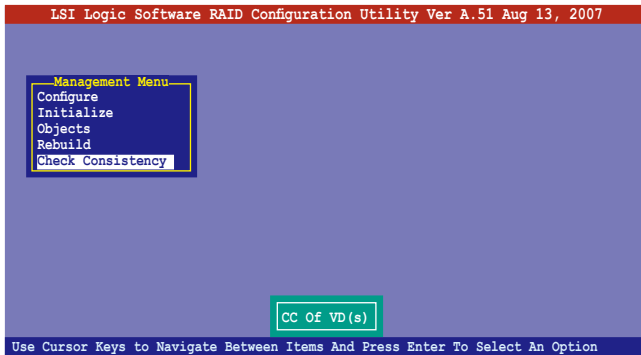 LSI Logic Software RAID Configuration Utility Ver A.51 Aug 13, 2007
Management Menu
Configure
Initialize
Objects
Rebuild
Check Consistency
CC Of VD(s)
Use Cursor Keys to Navigate Between Items And Press Enter To Select An Option